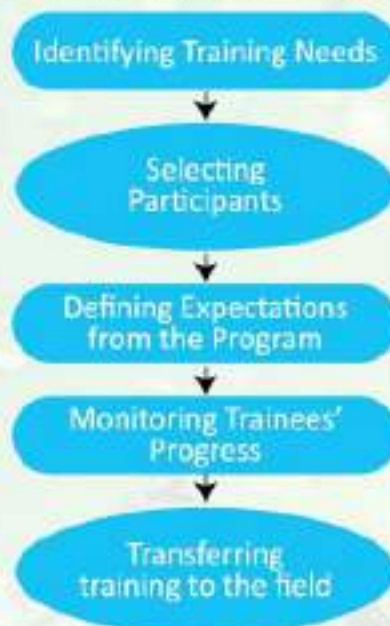 Identifying Training Needs
Selecting
Participants
Defining Expectations
from the Program
Monitoring Trainees'
Progress
Transferring
training to the field